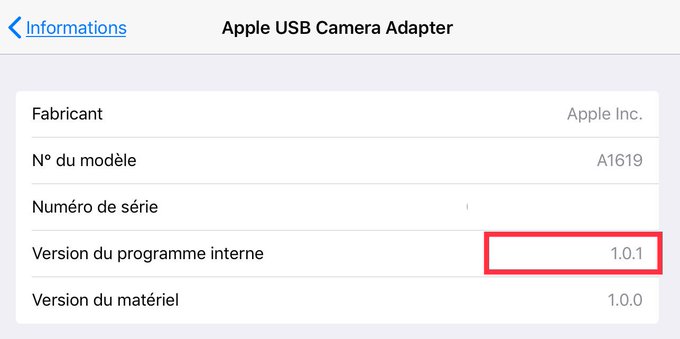 Informations
Apple USB Camera Adapter
Fabricant Apple Inc.
N° du modèle A1619
Numéro de série
Version du programme interne 1.0.1
Version du matériel 1.0.0